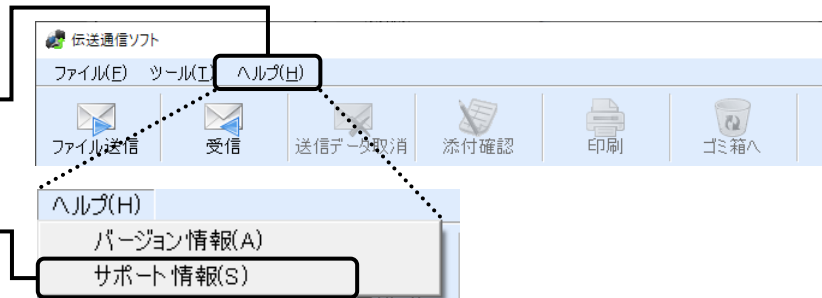 伝送通信ソフト
ファイル(F) ツール(T) ヘルプ(H)
ファイル送信 受信 送信データ取消 添付確認 印刷 ゴミ箱へ
ヘルプ(H)
バージョン情報(A)
サポート情報(S)